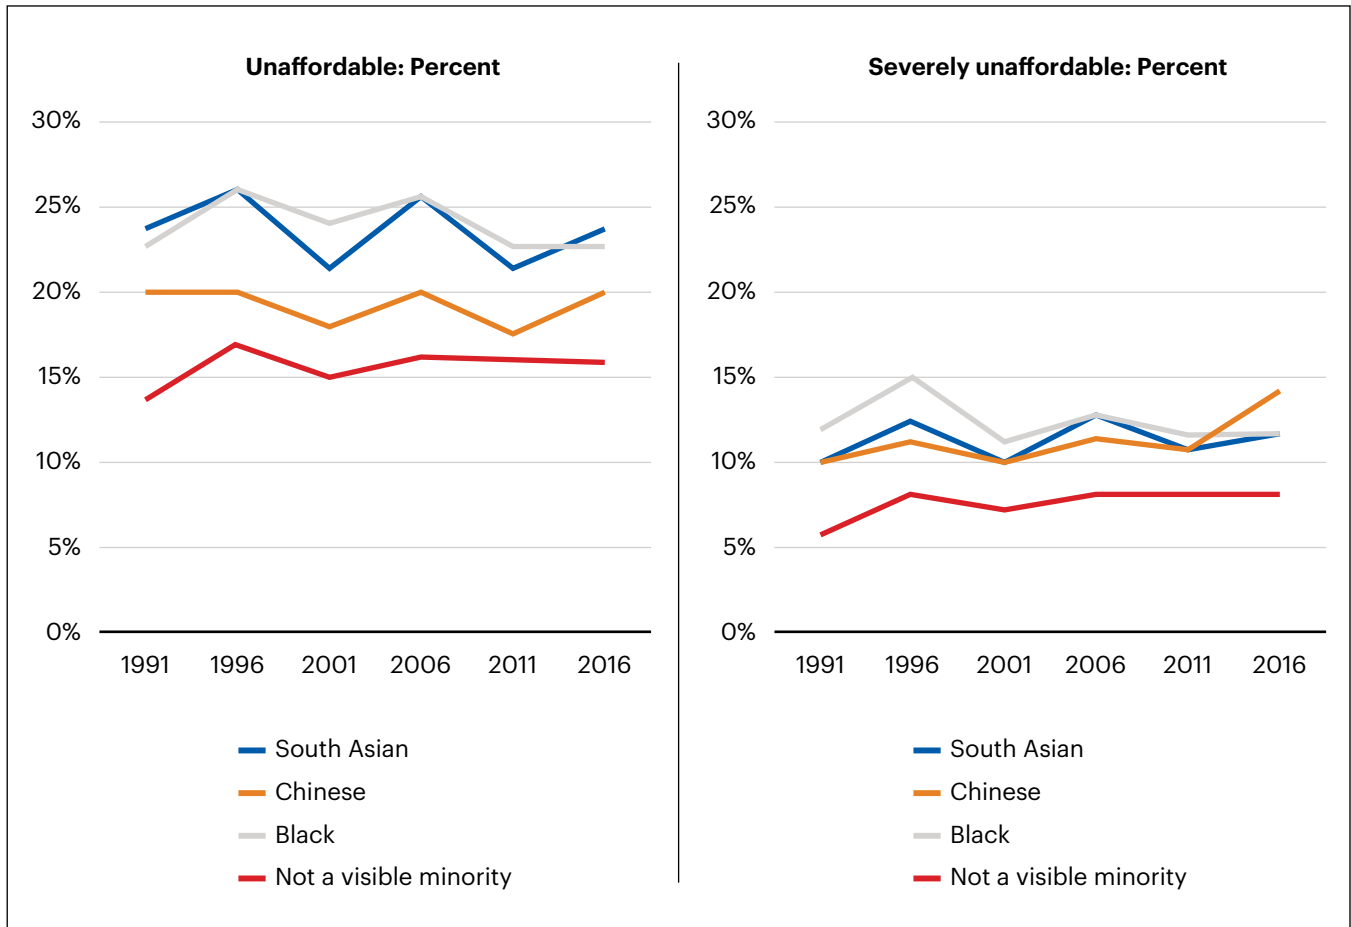 Unaffordable: Percent
30%
25%
20%
15%
10%
5%
0%
1991 1996 2001 2006 2011 2016
South Asian
Chinese
Black
Not a visible minority
Severely unaffordable: Percent
30%
25%
20%
15%
10%
5%
0%
1991 1996 2001 2006 2011 2016
South Asian
Chinese
Black
Not a visible minority